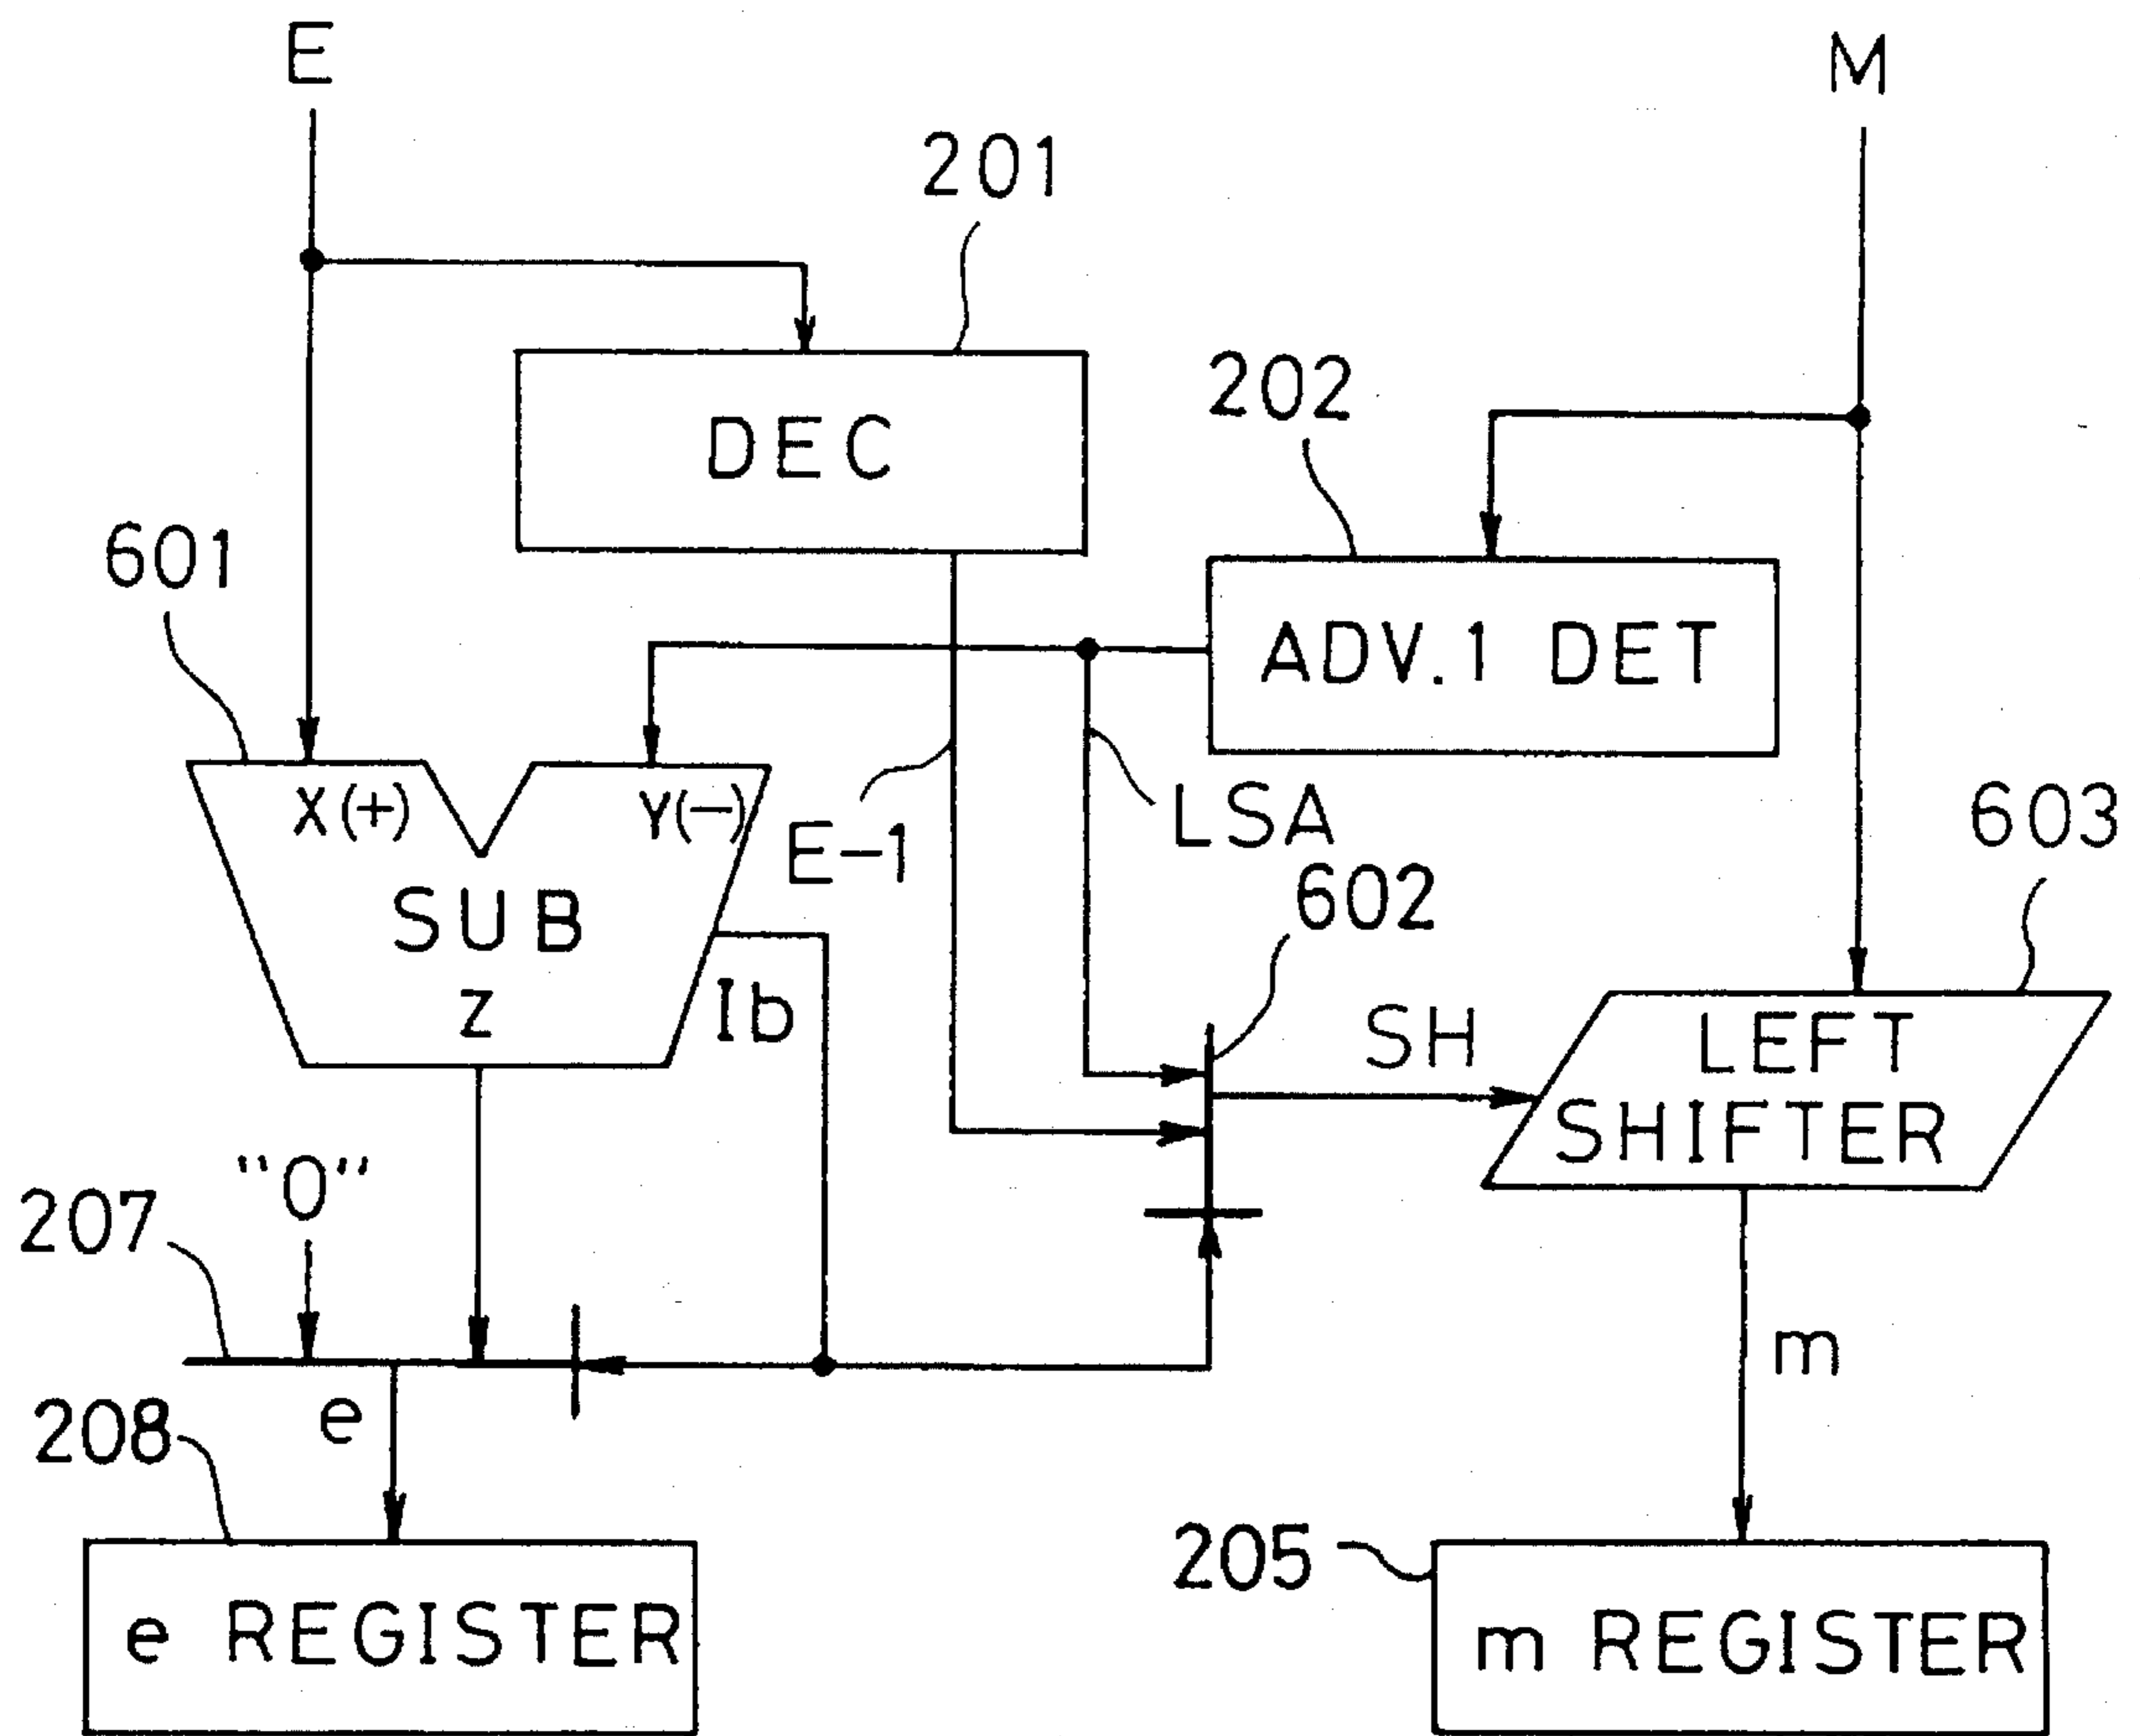 E
M
201
DEC
202
601
ADV.1 DET
X(+)
Y(-)
E-1
LSA
603
602
SUB
z
Ib
SH
LEFT
SHIFTER
"0"
207
m
e
208
205
e REGISTER
m REGISTER